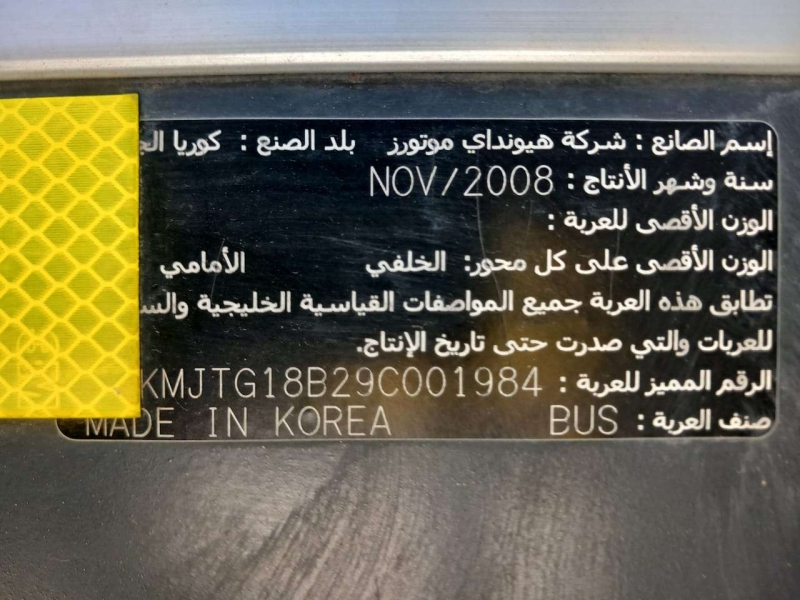 إسم الصانع : شركة هيونداي موتورز بلد الصنع : كوريا
سنة وشهر الأنتاج : NOV/2008
الوزن الأقصى للعربة :
الوزن الأقصى على كل محور: الخلفي الأمامي
تطابق هذه العربة جميع المواصفات القياسية الخليجية
للعربات والتي صدرت حتى تاريخ الإنتاج.
الرقم المميز للعربة : KMJTG18B29C001984
صنف العربة : BUS MADE IN KOREA